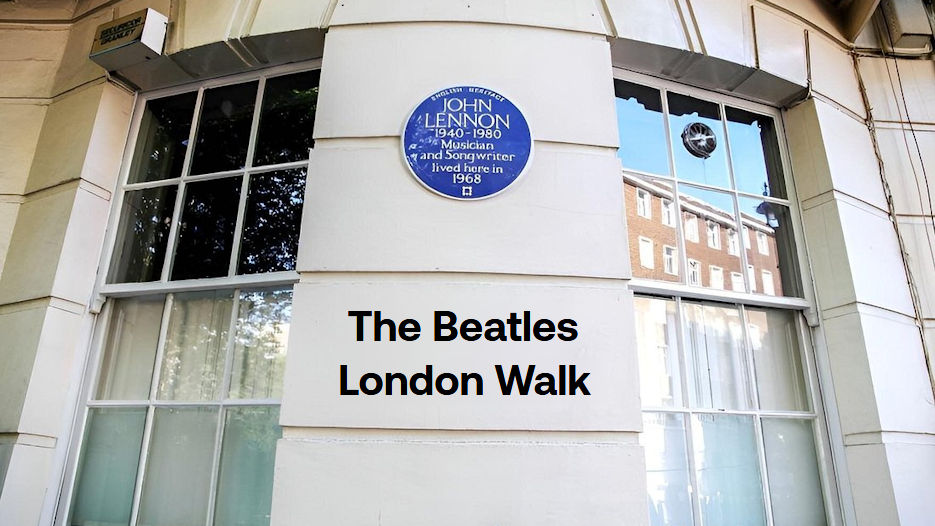 ENGLISH HERITAGE
JOHN
LENNON
1940-1980
Musician
and Songwriter
lived here in
1968
The Beatles
London Walk